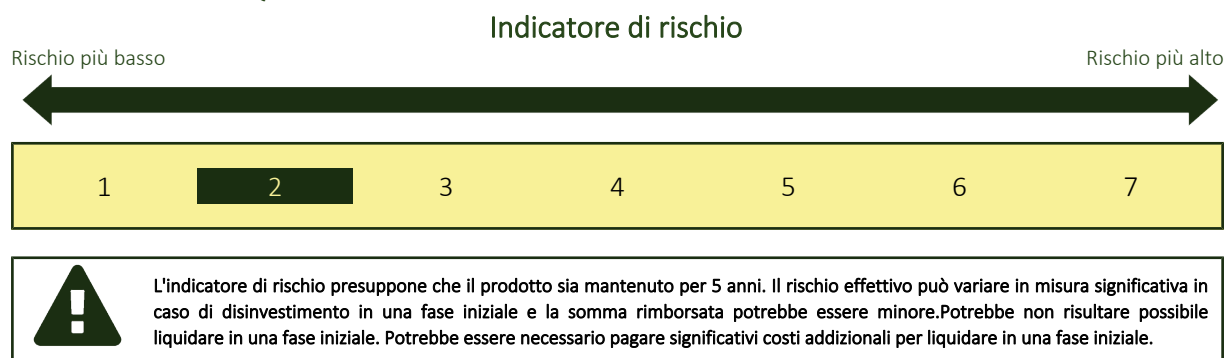 Indicatore di rischio
Rischio più basso
Rischio più alto
1 2 3 4 5 6 7
L'indicatore di rischio presuppone che il prodotto sia mantenuto per 5 anni. Il rischio effettivo può variare in misura significativa in
caso di disinvestimento in una fase iniziale e la somma rimborsata potrebbe essere minore.Potrebbe non risultare possibile
liquidare in una fase iniziale. Potrebbe essere necessario pagare significativi costi addizionali per liquidare in una fase iniziale.